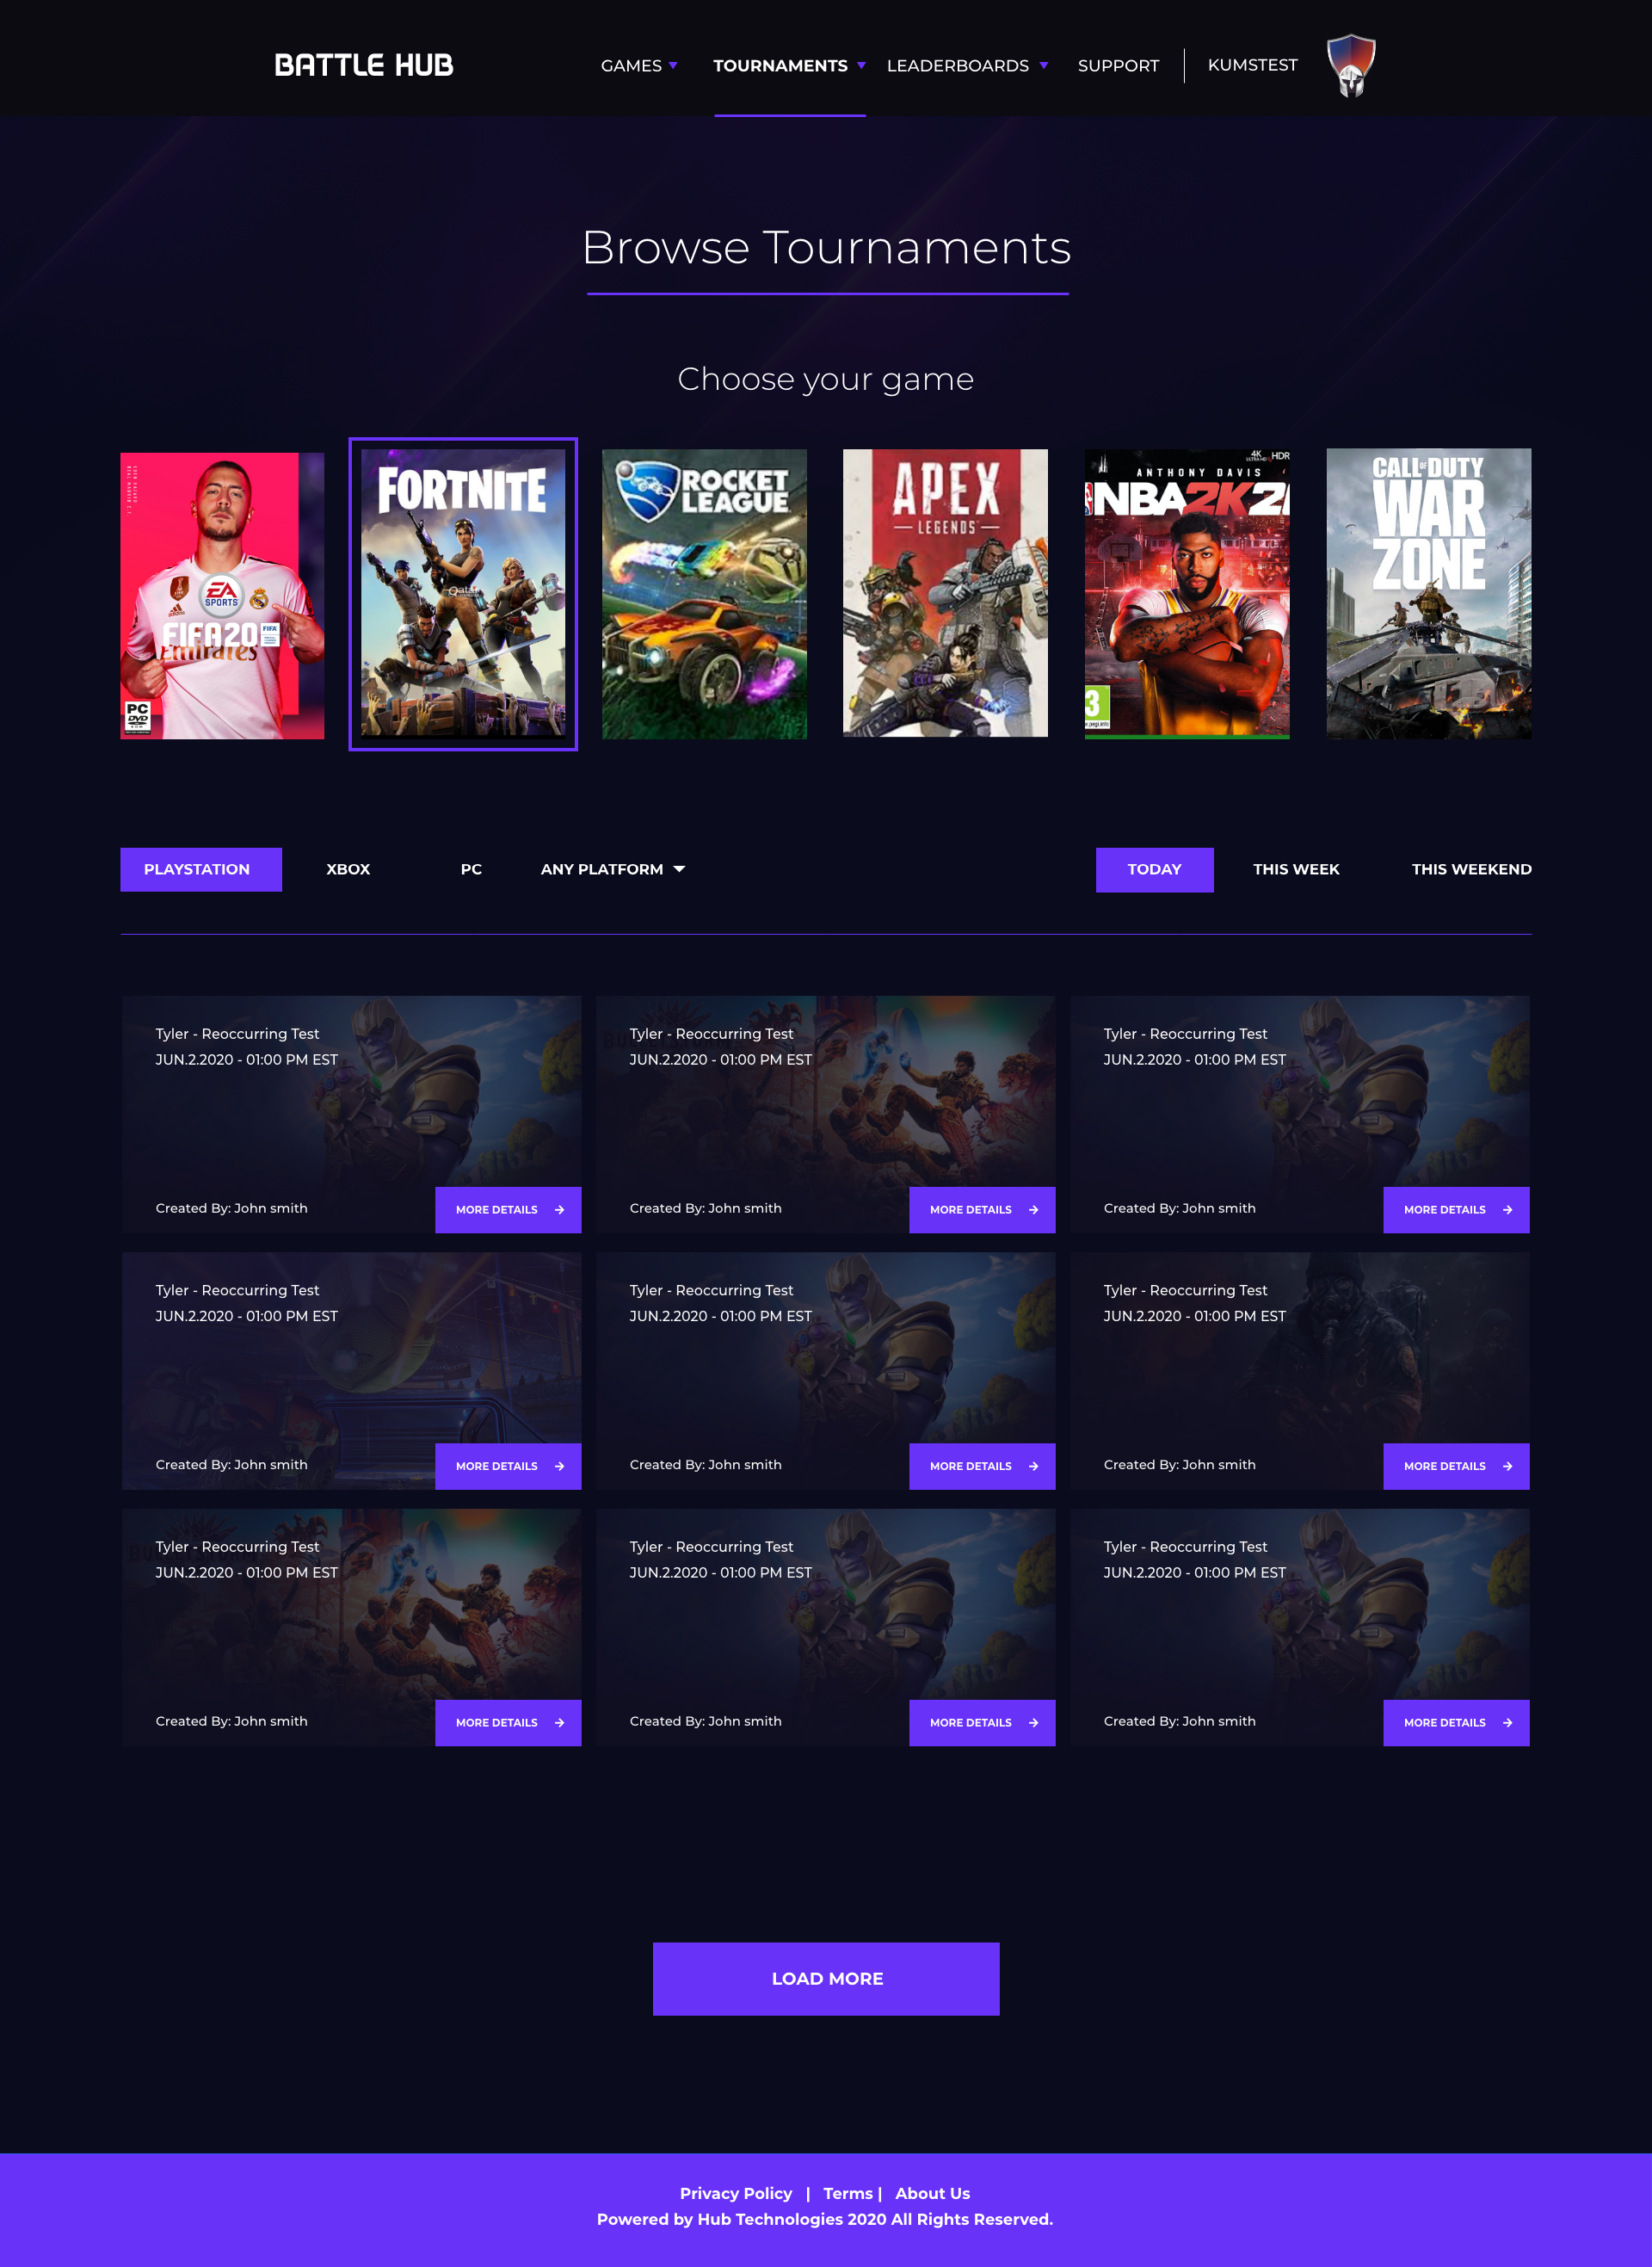 BATTLE HUB
GAMES
TOURNAMENTS
LEADERBOARDS
SUPPORT
KUMSTEST
Browse Tournaments
Choose your game
EA
SPORTS
FIFA20
FIFA
Emirates
adidas
PC
DVD
FORTNITE
Qatar
ROCKET
LEAGUE
APEX
LEGENDS
4K
HDR
ANTHONY DAVIS
NBA2K21
3
CALL OF DUTY
WAR
ZONE
PLAYSTATION
XBOX
PC
ANY PLATFORM
TODAY
THIS WEEK
THIS WEEKEND
Tyler - Reoccurring Test
JUN.2.2020 - 01:00 PM EST
Created By: John smith
MORE DETAILS
Tyler - Reoccurring Test
JUN.2.2020 - 01:00 PM EST
Created By: John smith
MORE DETAILS
Tyler - Reoccurring Test
JUN.2.2020 - 01:00 PM EST
Created By: John smith
MORE DETAILS
Tyler - Reoccurring Test
JUN.2.2020 - 01:00 PM EST
Created By: John smith
MORE DETAILS
Tyler - Reoccurring Test
JUN.2.2020 - 01:00 PM EST
Created By: John smith
MORE DETAILS
Tyler - Reoccurring Test
JUN.2.2020 - 01:00 PM EST
Created By: John smith
MORE DETAILS
Tyler - Reoccurring Test
JUN.2.2020 - 01:00 PM EST
Created By: John smith
MORE DETAILS
Tyler - Reoccurring Test
JUN.2.2020 - 01:00 PM EST
Created By: John smith
MORE DETAILS
Tyler - Reoccurring Test
JUN.2.2020 - 01:00 PM EST
Created By: John smith
MORE DETAILS
LOAD MORE
Privacy Policy | Terms | About Us
Powered by Hub Technologies 2020 All Rights Reserved.